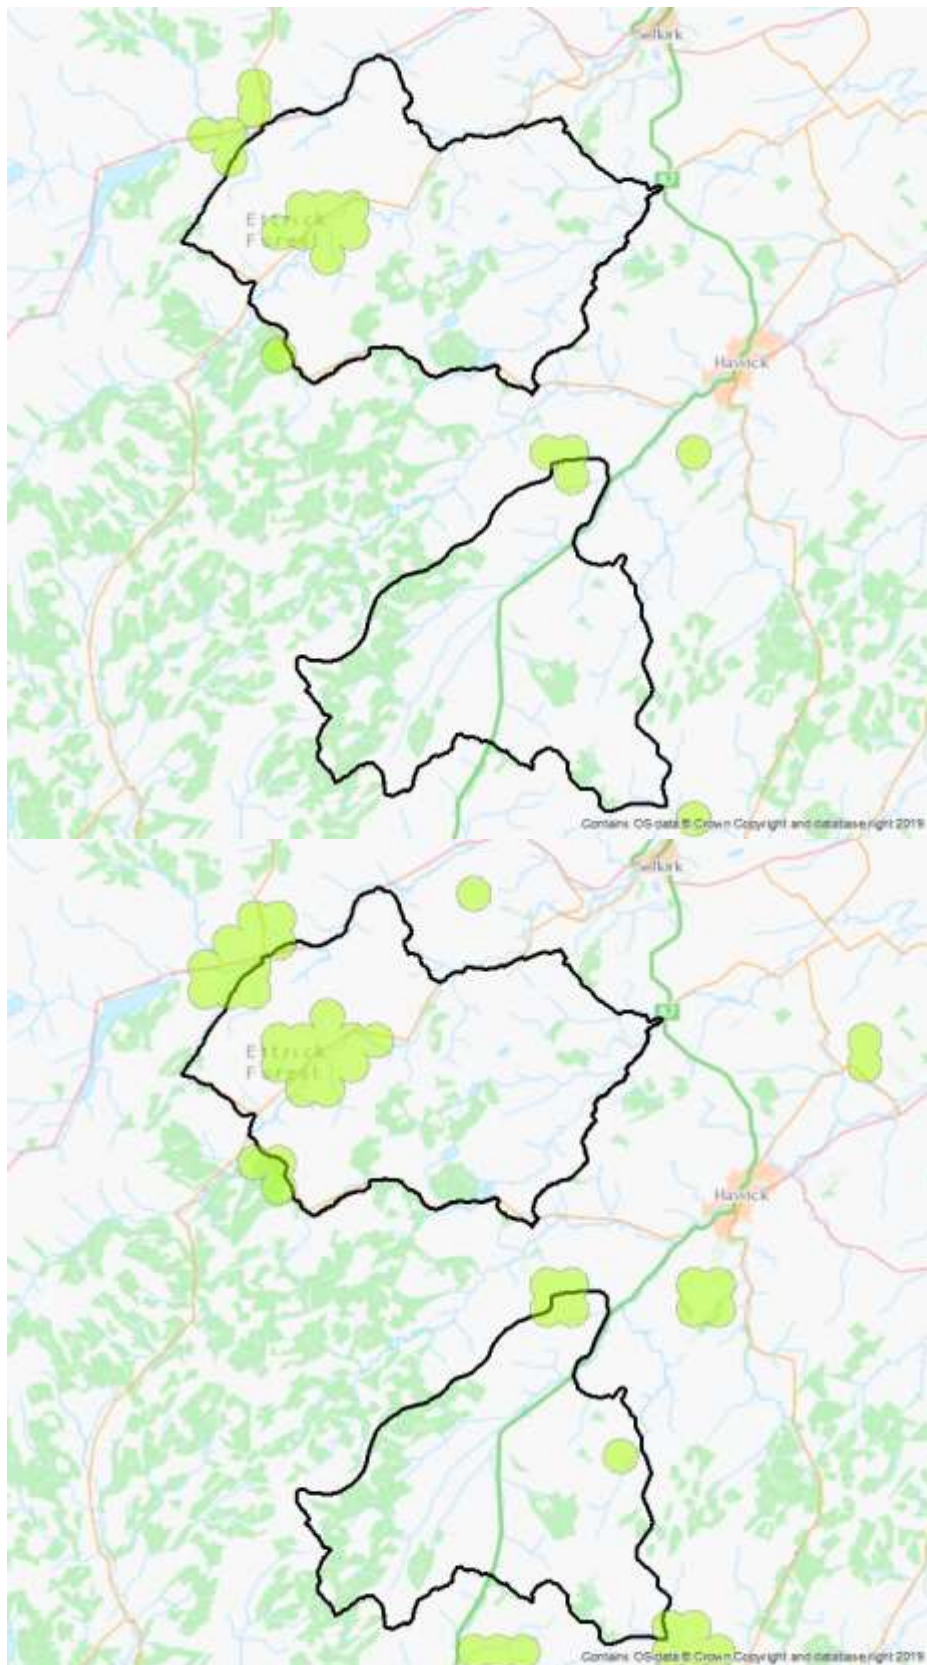 Selkirk
A7
Ettrick
Forest
Hawick
Contains OS data © Crown Copyright and database right 2019
Selkirk
A7
Ettrick
Forest
Hawick
Contains OS data © Crown Copyright and database right 2019